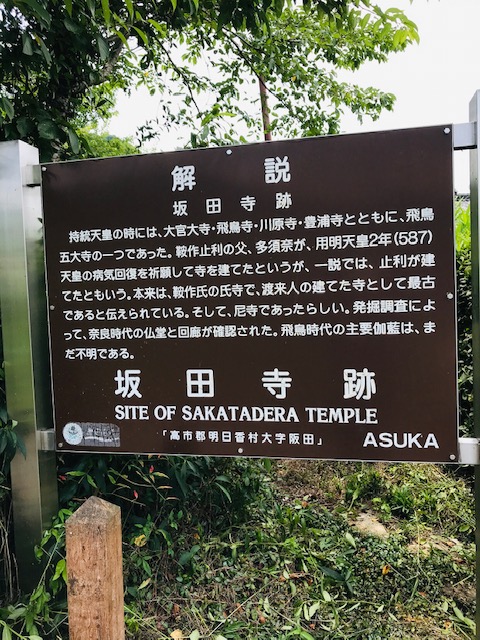 解説
坂田寺跡
持統天皇の時には、大官大寺・飛鳥寺・川原寺・豊浦寺とともに、飛鳥
五大寺の一つであった。鞍作止利の父、多須奈が、用明天皇2年(587)
天皇の病気回復を祈願して寺を建てたというが、一説では、止利が建
てたともいう。本来は、鞍作氏の氏寺で、渡来人の建てた寺として最古
であると伝えられている。そして、尼寺であったらしい。発掘調査によ
って、奈良時代の仏堂と回廊が確認された。飛鳥時代の主要伽藍は、ま
だ不明である。
坂田寺跡
SITE OF SAKATADERA TEMPLE
「高市郡明日香村大字阪田」
ASUKA